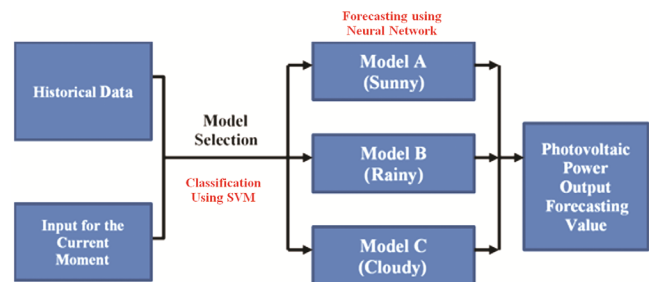 Forecasting using
Neural Network
Historical Data
Model
Selection
Classification
Using SVM
Input for the
Current
Moment
Model A
(Sunny)
Model B
(Rainy)
Model C
(Cloudy)
Photovoltaic
Power
Output
Forecasting
Value